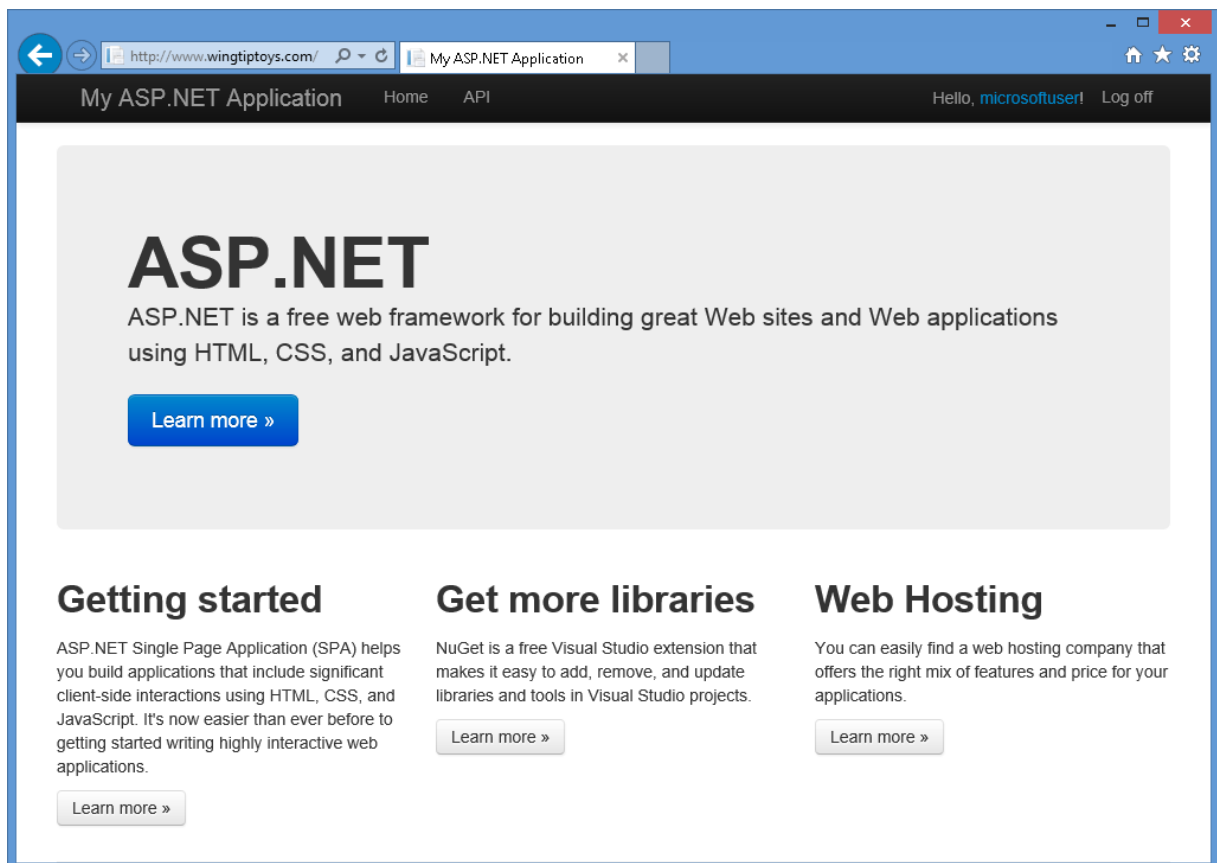 http://www.wingtiptoys.com/
My ASP.NET Application
My ASP.NET Application
Home
API
Hello, microsoftuser!
Log off
ASP.NET
ASP.NET is a free web framework for building great Web sites and Web applications
using HTML, CSS, and JavaScript.
Learn more »
Getting started
ASP.NET Single Page Application (SPA) helps
you build applications that include significant
client-side interactions using HTML, CSS, and
JavaScript. It's now easier than ever before to
getting started writing highly interactive web
applications.
Learn more »
Get more libraries
NuGet is a free Visual Studio extension that
makes it easy to add, remove, and update
libraries and tools in Visual Studio projects.
Learn more »
Web Hosting
You can easily find a web hosting company that
offers the right mix of features and price for your
applications.
Learn more »